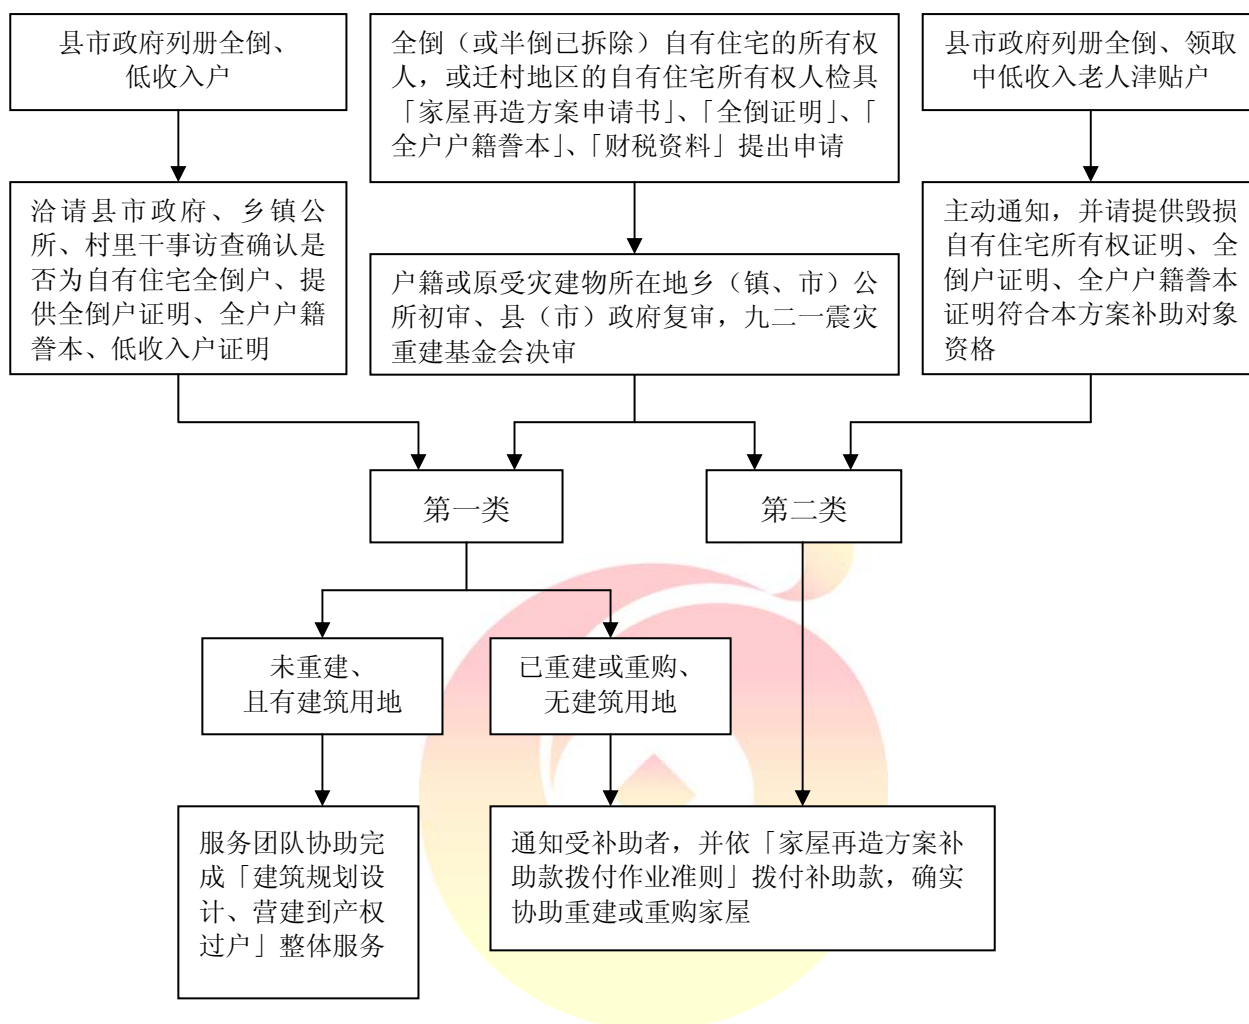 县市政府列册全倒、
低收入户
全倒（或半倒已拆除）自有住宅的所有权
人，或迁村地区的自有住宅所有权人检具
「家屋再造方案申请书」、「全倒证明」、「
全户户籍誊本」、「财税资料」提出申请
县市政府列册全倒、领取
中低收入老人津贴户
洽请县市政府、乡镇公
所、村里干事访查确认是
否为自有住宅全倒户、提
供全倒户证明、全户户籍
誊本、低收入户证明
户籍或原受灾建物所在地乡（镇、市）公
所初审、县（市）政府复审，九二一震灾
重建基金会决审
主动通知，并请提供毁损
自有住宅所有权证明、全
倒户证明、全户户籍誊本
证明符合本方案补助对象
资格
第一类
第二类
未重建、
且有建筑用地
已重建或重购、
无建筑用地
服务团队协助完
成「建筑规划设
计、营建到产权
过户」整体服务
通知受补助者，并依「家屋再造方案补
助款拨付作业准则」拨付补助款，确实
协助重建或重购家屋